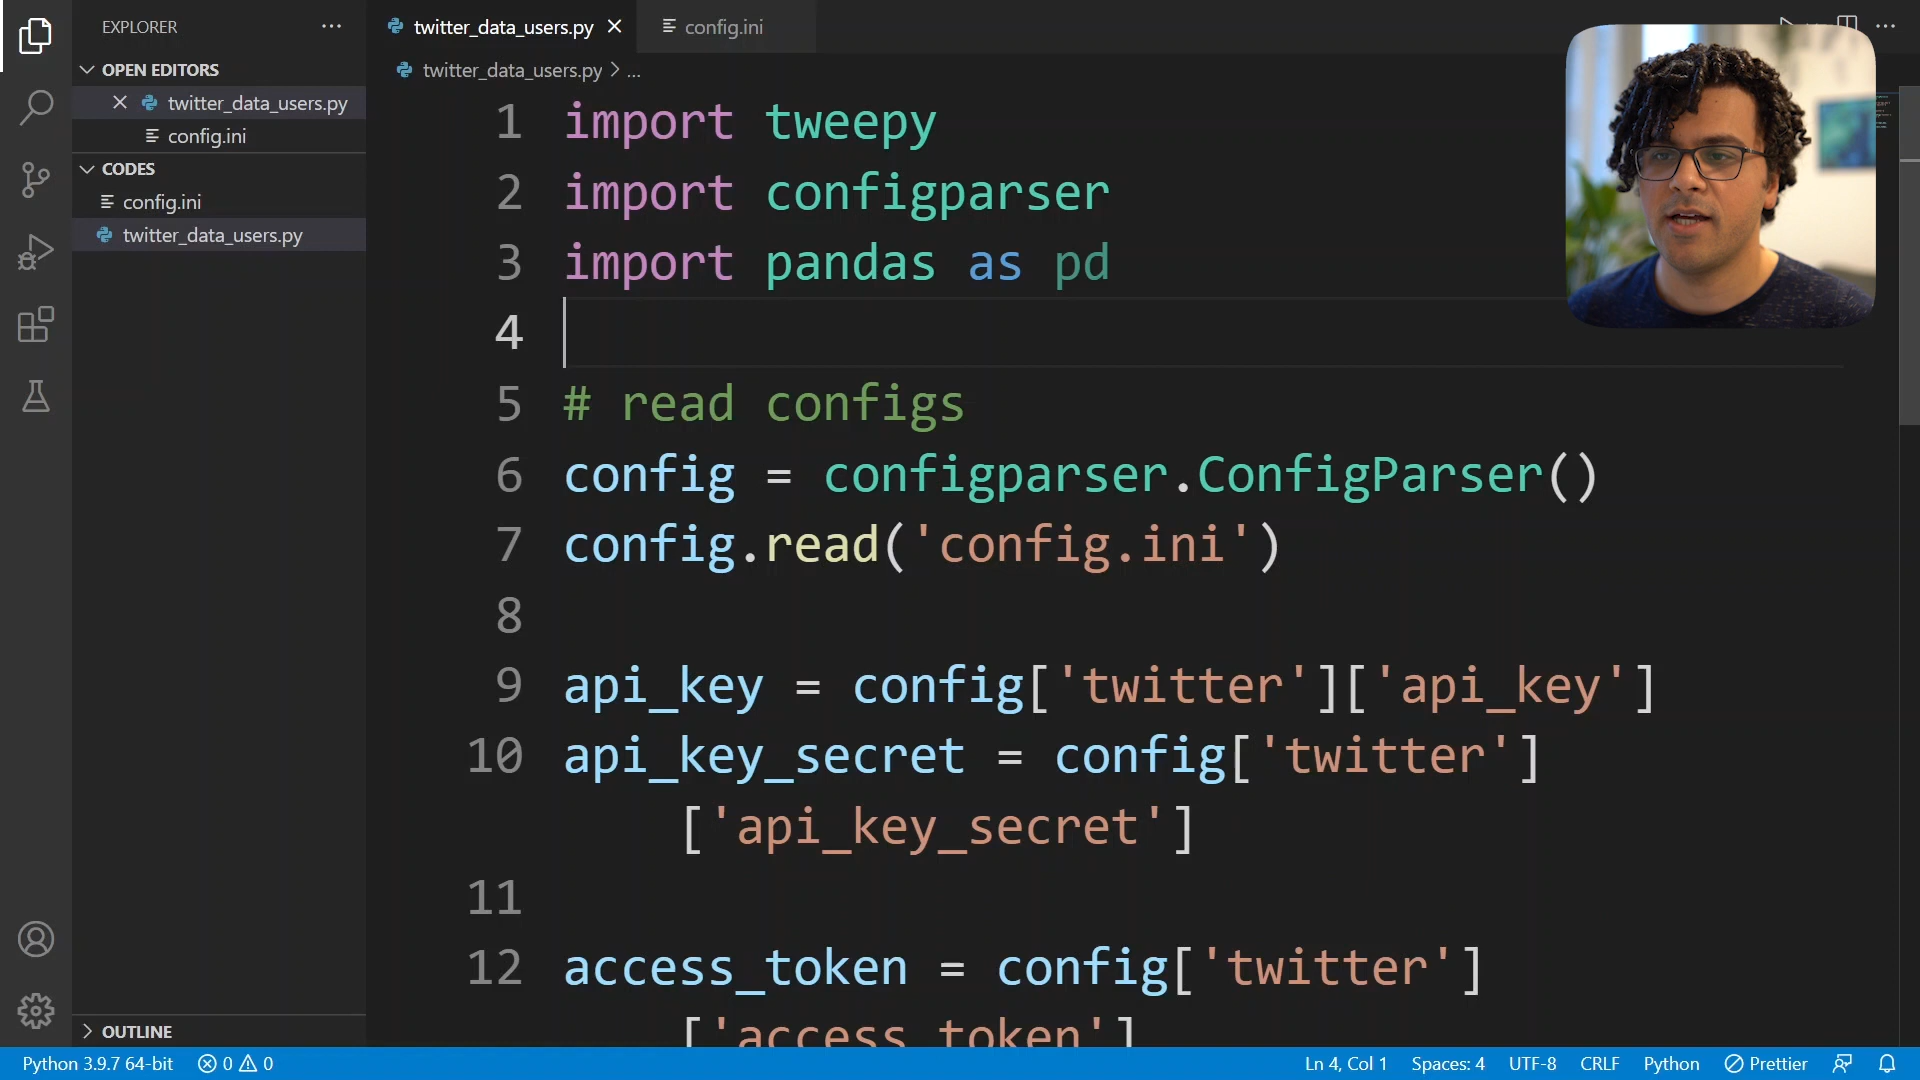 EXPLORER
OPEN EDITORS
twitter_data_users.py
config.ini
CODES
config.ini
twitter_data_users.py
OUTLINE
twitter_data_users.py
config.ini
twitter_data_users.py > ...
1 import tweepy
2 import configparser
3 import pandas as pd
4
5 # read configs
6 config = configparser.ConfigParser()
7 config.read('config.ini')
8
9 api_key = config['twitter']['api_key']
10 api_key_secret = config['twitter']
['api_key_secret']
11
12 access_token = config['twitter']
['access_token']
Python 3.9.7 64-bit 0 0 Ln 4, Col 1 Spaces: 4 UTF-8 CRLF Python Prettier